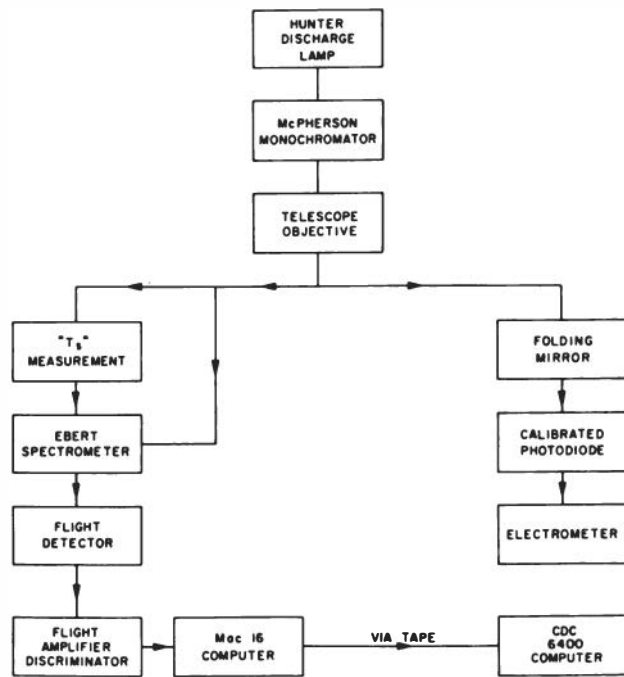 HUNTER
DISCHARGE
LAMP
McPHERSON
MONOCHROMATOR
TELESCOPE
OBJECTIVE
"Ts"
MEASUREMENT
EBERT
SPECTROMETER
FLIGHT
DETECTOR
FLIGHT
AMPLIFIER
DISCRIMINATOR
Mac 16
COMPUTER
VIA TAPE
FOLDING
MIRROR
CALIBRATED
PHOTODIODE
ELECTROMETER
CDC
6400
COMPUTER